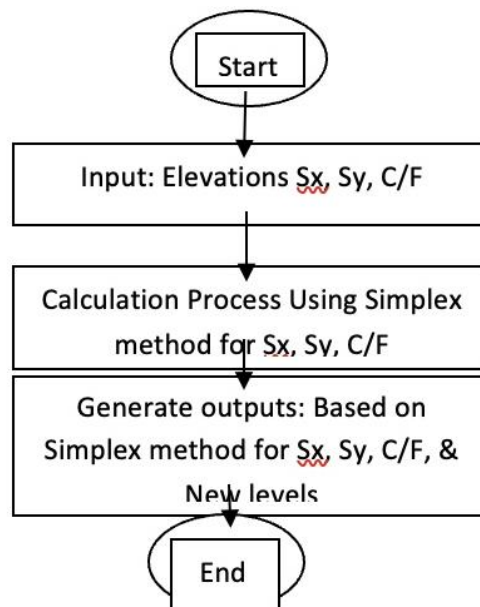 Start
Input: Elevations Sx, Sy, C/F
Calculation Process Using Simplex
method for Sx, Sy, C/F
Generate outputs: Based on
Simplex method for Sx, Sy, C/F, &
New levels
End